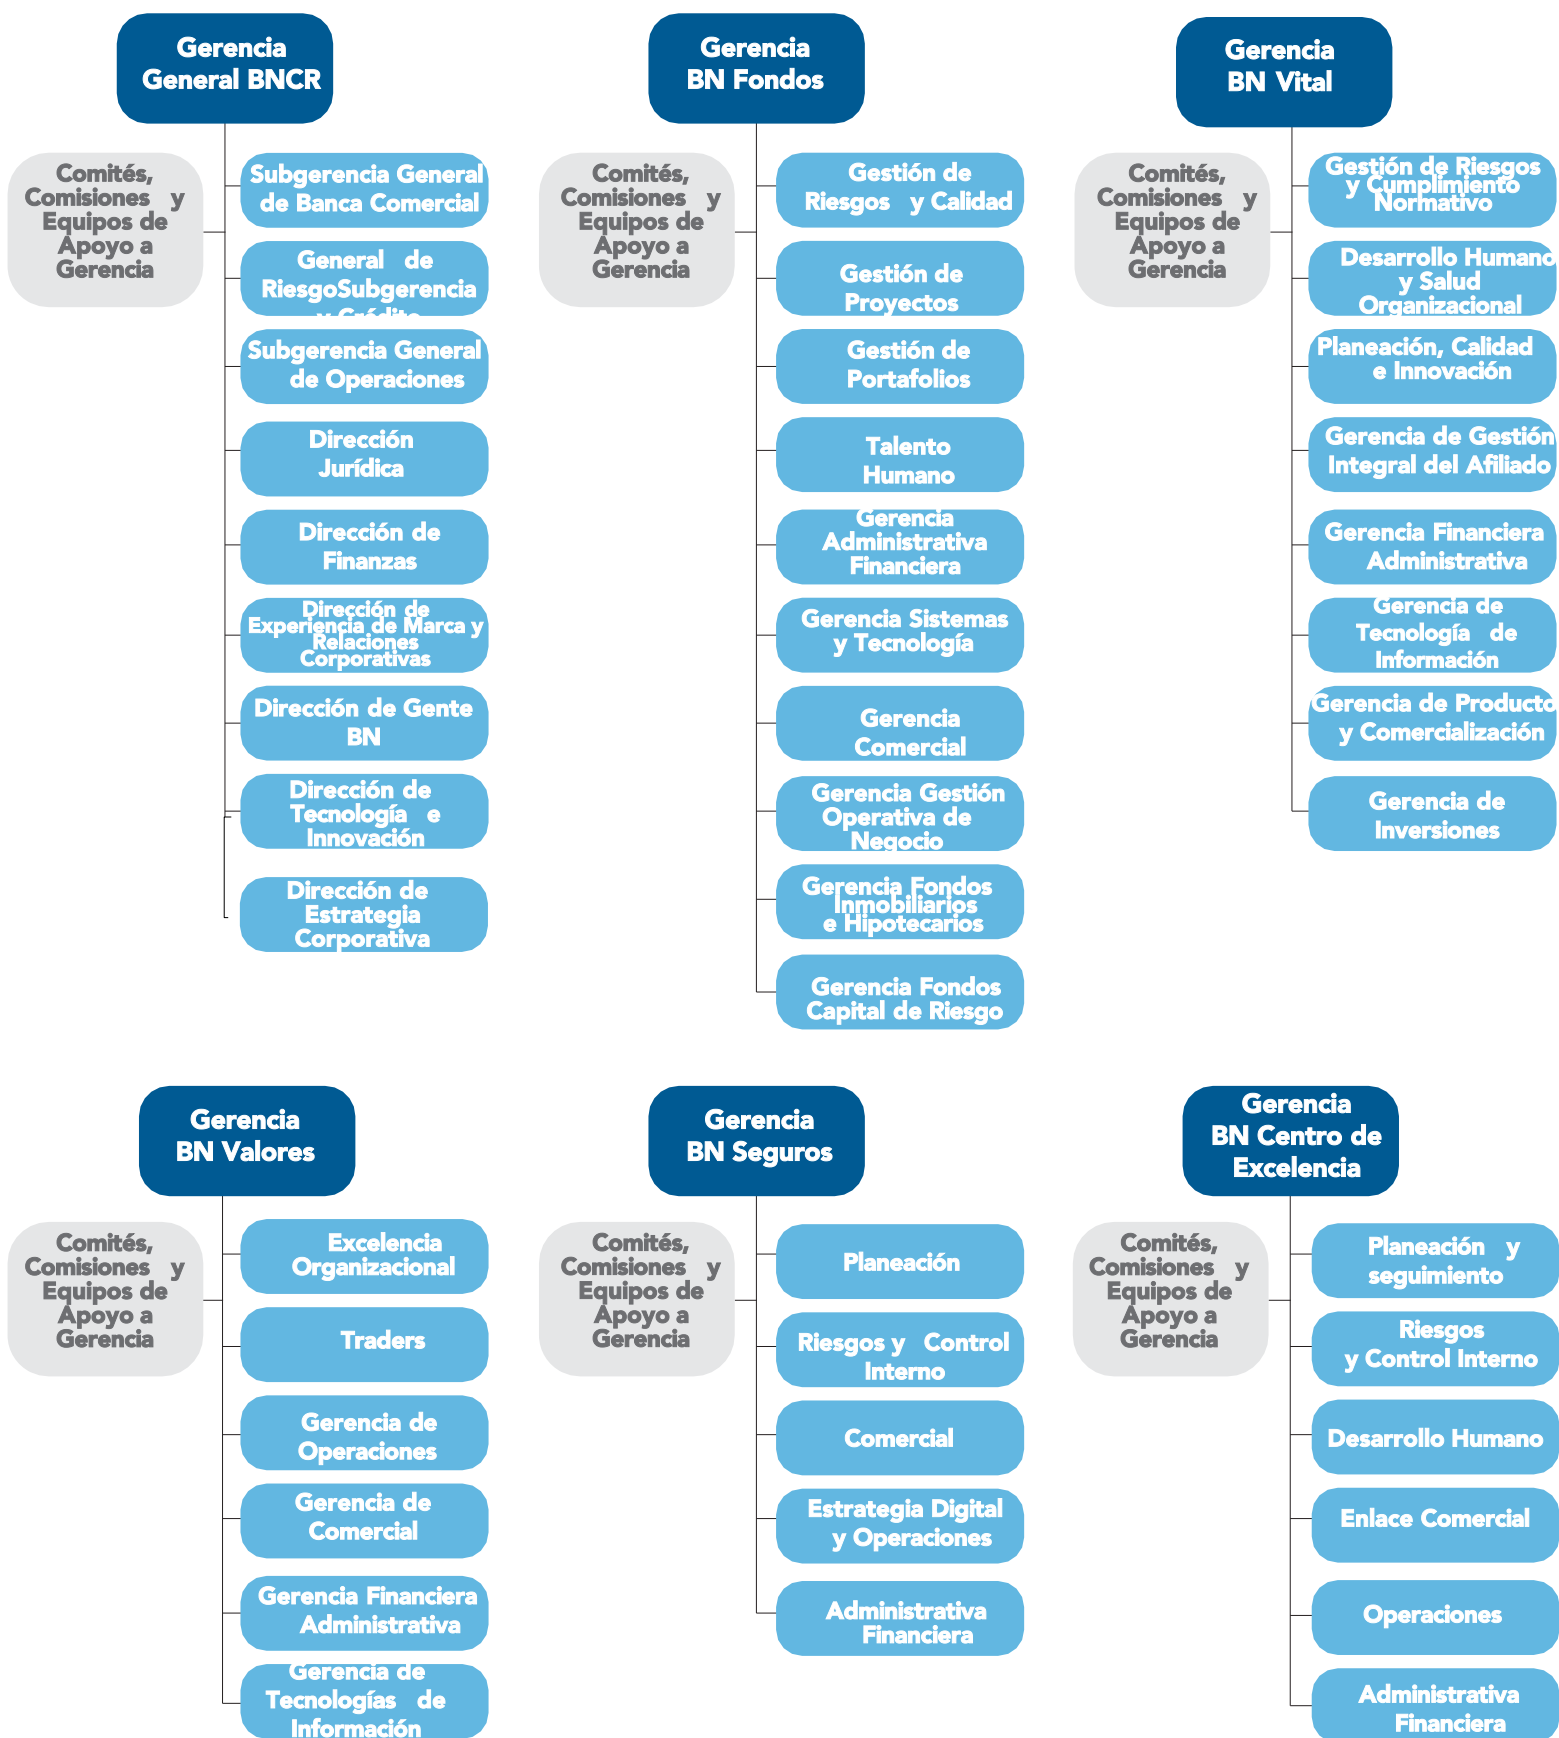 Gerencia
General BNCR
Comités,
Comisiones y
Equipos de
Apoyo a
Gerencia
Subgerencia General
de Banca Comercial
General de
RiesgoSubgerencia
y Crédito
Subgerencia General
de Operaciones
Dirección
Jurídica
Dirección de
Finanzas
Dirección de
Experiencia de Marca y
Relaciones
Corporativas
Dirección de Gente
BN
Dirección de
Tecnología e
Innovación
Dirección de
Estrategia
Corporativa
Gerencia
BN Fondos
Comités,
Comisiones y
Equipos de
Apoyo a
Gerencia
Gestión de
Riesgos y Calidad
Gestión de
Proyectos
Gestión de
Portafolios
Talento
Humano
Gerencia
Administrativa
Financiera
Gerencia Sistemas
y Tecnología
Gerencia
Comercial
Gerencia Gestión
Operativa de
Negocio
Gerencia Fondos
Inmobiliarios
e Hipotecarios
Gerencia Fondos
Capital de Riesgo
Gerencia
BN Vital
Comités,
Comisiones y
Equipos de
Apoyo a
Gerencia
Gestión de Riesgos
y Cumplimiento
Normativo
Desarrollo Humano
y Salud
Organizacional
Planeación, Calidad
e Innovación
Gerencia de Gestión
Integral del Afiliado
Gerencia Financiera
Administrativa
Gerencia de
Tecnología de
Información
Gerencia de Producto
y Comercialización
Gerencia de
Inversiones
Gerencia
BN Valores
Comités,
Comisiones y
Equipos de
Apoyo a
Gerencia
Excelencia
Organizacional
Traders
Gerencia de
Operaciones
Gerencia de
Comercial
Gerencia Financiera
Administrativa
Gerencia de
Tecnologías de
Información
Gerencia
BN Seguros
Comités,
Comisiones y
Equipos de
Apoyo a
Gerencia
Planeación
Riesgos y Control
Interno
Comercial
Estrategia Digital
y Operaciones
Administrativa
Financiera
Gerencia
BN Centro de
Excelencia
Comités,
Comisiones y
Equipos de
Apoyo a
Gerencia
Planeación y
seguimiento
Riesgos
y Control Interno
Desarrollo Humano
Enlace Comercial
Operaciones
Administrativa
Financiera